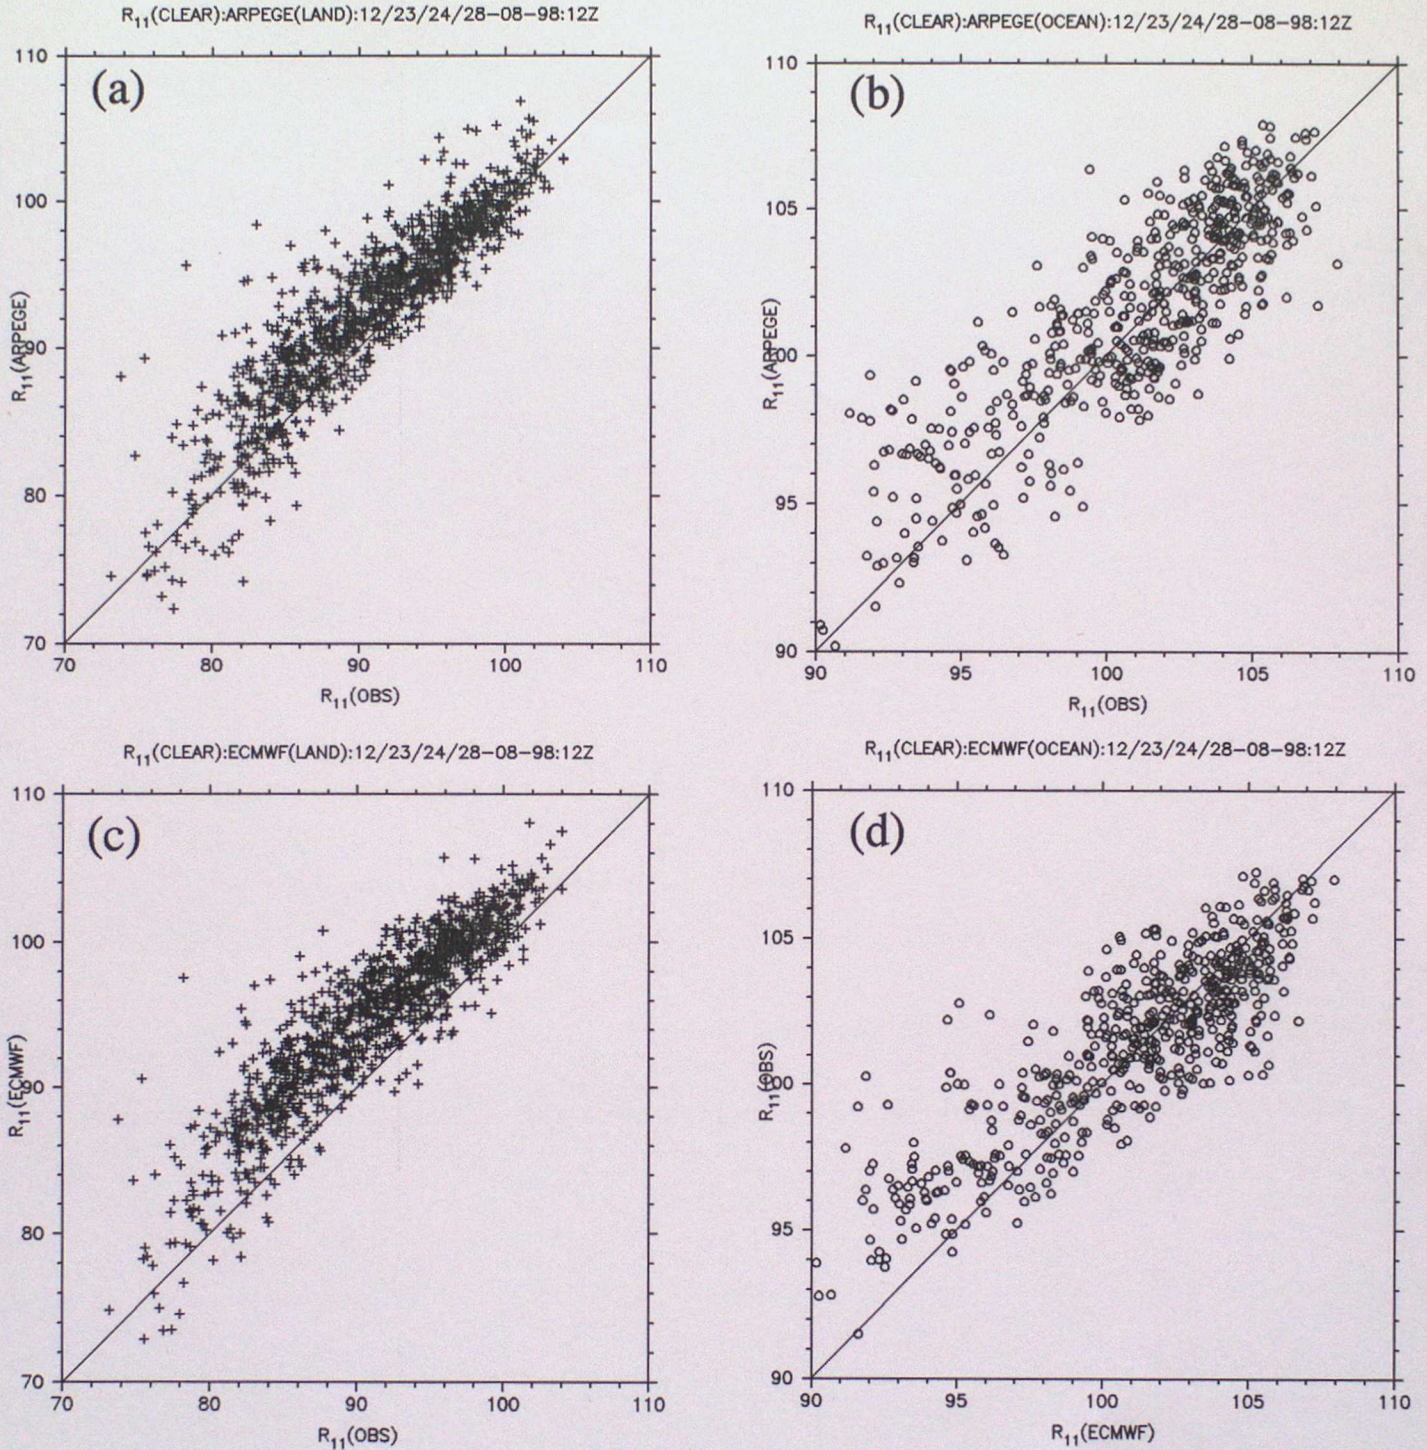 R11(CLEAR):ARPEGE(LAND):12/23/24/28-08-98:12Z
(a)
110
100
90
80
70
R11(ARPEGE)
70 80 90 100 110
R11(OBS)
R11(CLEAR):ARPEGE(OCEAN):12/23/24/28-08-98:12Z
(b)
110
105
100
95
90
R11(ARPEGE)
90 95 100 105 110
R11(OBS)
R11(CLEAR):ECMWF(LAND):12/23/24/28-08-98:12Z
(c)
110
100
90
80
70
R11(ECMWF)
70 80 90 100 110
R11(OBS)
R11(CLEAR):ECMWF(OCEAN):12/23/24/28-08-98:12Z
(d)
110
105
100
95
90
R11(OBS)
90 95 100 105 110
R11(ECMWF)